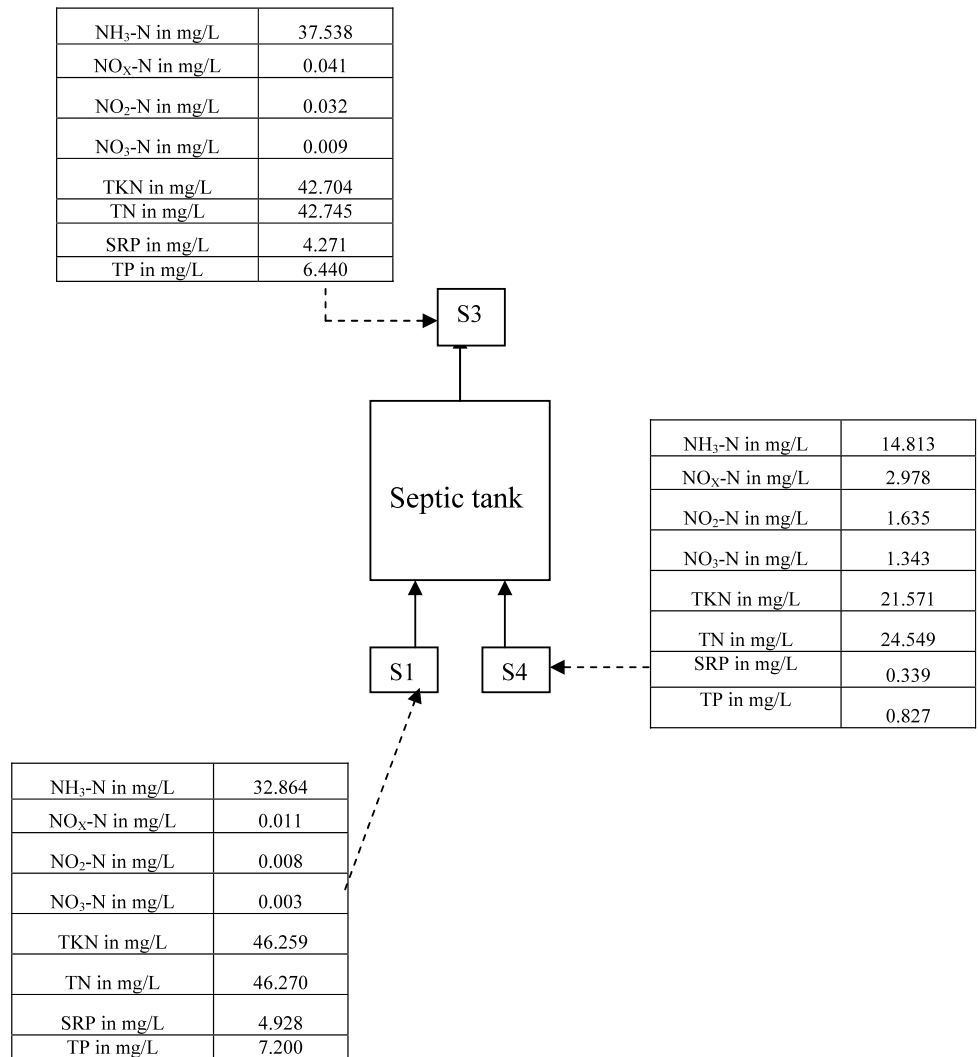 NH₃-N in mg/L 37.538
NOₓ-N in mg/L 0.041
NO₂-N in mg/L 0.032
NO₃-N in mg/L 0.009
TKN in mg/L 42.704
TN in mg/L 42.745
SRP in mg/L 4.271
TP in mg/L 6.440
S3
Septic tank
NH₃-N in mg/L 14.813
NOₓ-N in mg/L 2.978
NO₂-N in mg/L 1.635
NO₃-N in mg/L 1.343
TKN in mg/L 21.571
TN in mg/L 24.549
SRP in mg/L 0.339
TP in mg/L 0.827
S1 S4
NH₃-N in mg/L 32.864
NOₓ-N in mg/L 0.011
NO₂-N in mg/L 0.008
NO₃-N in mg/L 0.003
TKN in mg/L 46.259
TN in mg/L 46.270
SRP in mg/L 4.928
TP in mg/L 7.200